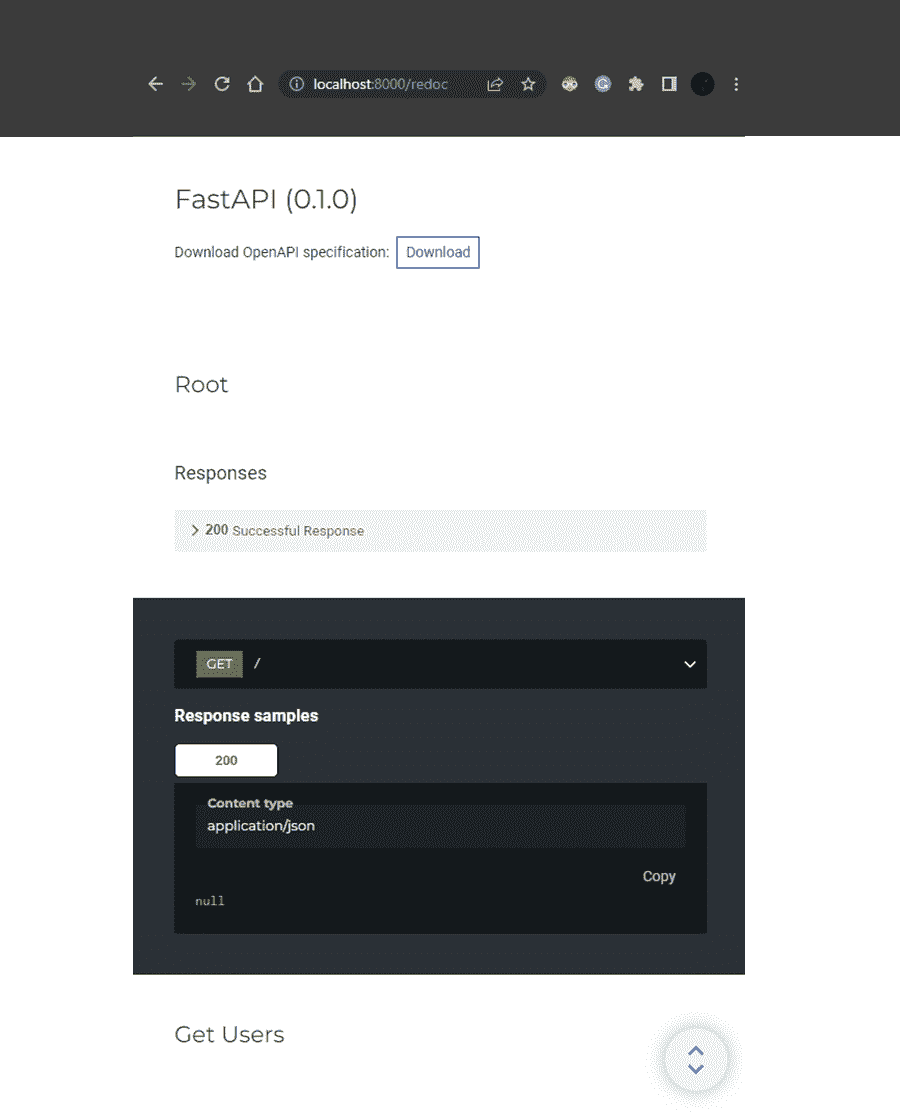 localhost:8000/redoc
FastAPI (0.1.0)
Download OpenAPI specification: Download
Root
Responses
200 Successful Response
GET /
Response samples
200
Content type
application/json
Copy
null
Get Users